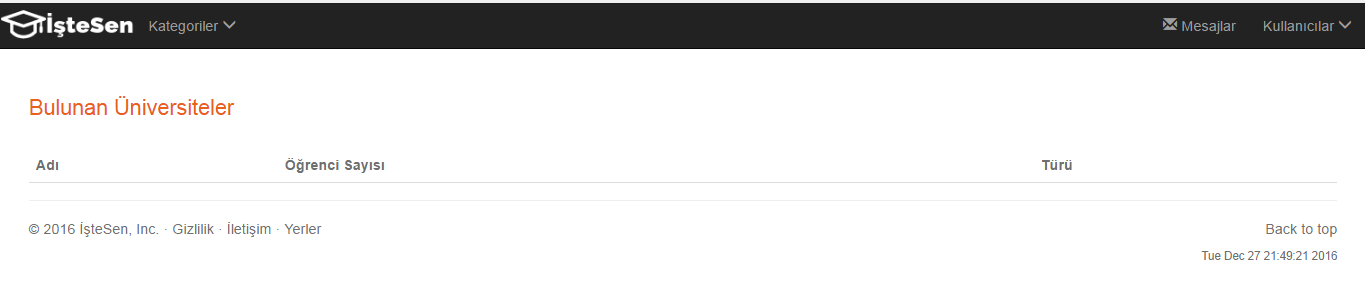 İşteSen Kategoriler Mesajlar Kullanıcılar
Bulunan Üniversiteler
Adı Öğrenci Sayısı Türü
© 2016 İşteSen, Inc. · Gizlilik · İletişim · Yerler Back to top
Tue Dec 27 21:49:21 2016